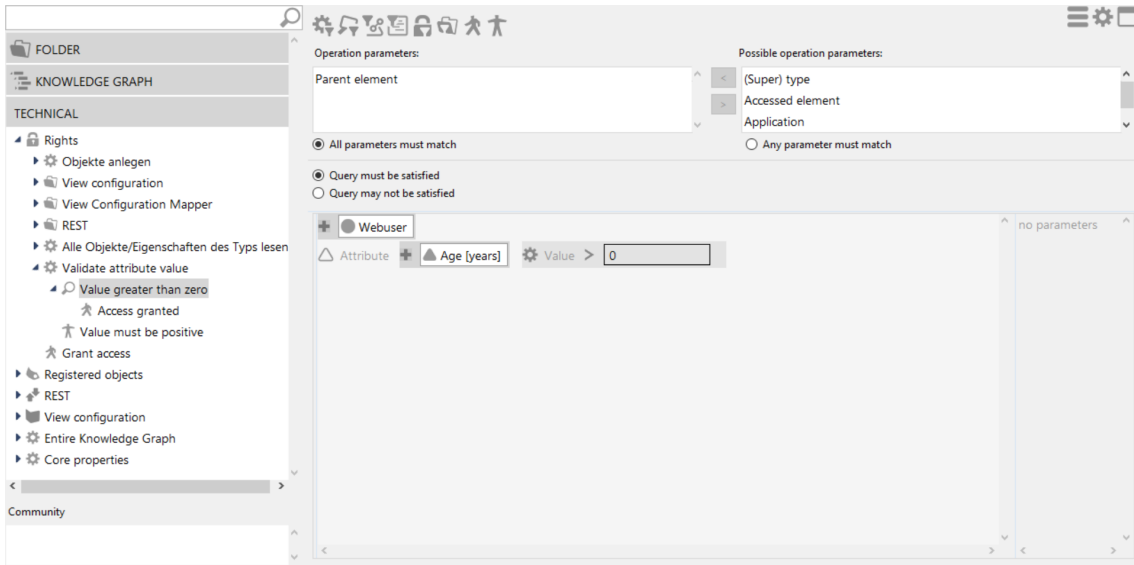 Operation parameters:
Possible operation parameters:
FOLDER
KNOWLEDGE GRAPH
TECHNICAL
Rights
Objekte anlegen
View configuration
View Configuration Mapper
REST
Alle Objekte/Eigenschaften des Typs lesen
Validate attribute value
Value greater than zero
Access granted
Value must be positive
Grant access
Registered objects
REST
View configuration
Entire Knowledge Graph
Core properties
Community
Parent element
<
>
(Super) type
Accessed element
Application
All parameters must match
Any parameter must match
Query must be satisfied
Query may not be satisfied
Webuser
Attribute Age [years] Value > 0
no parameters